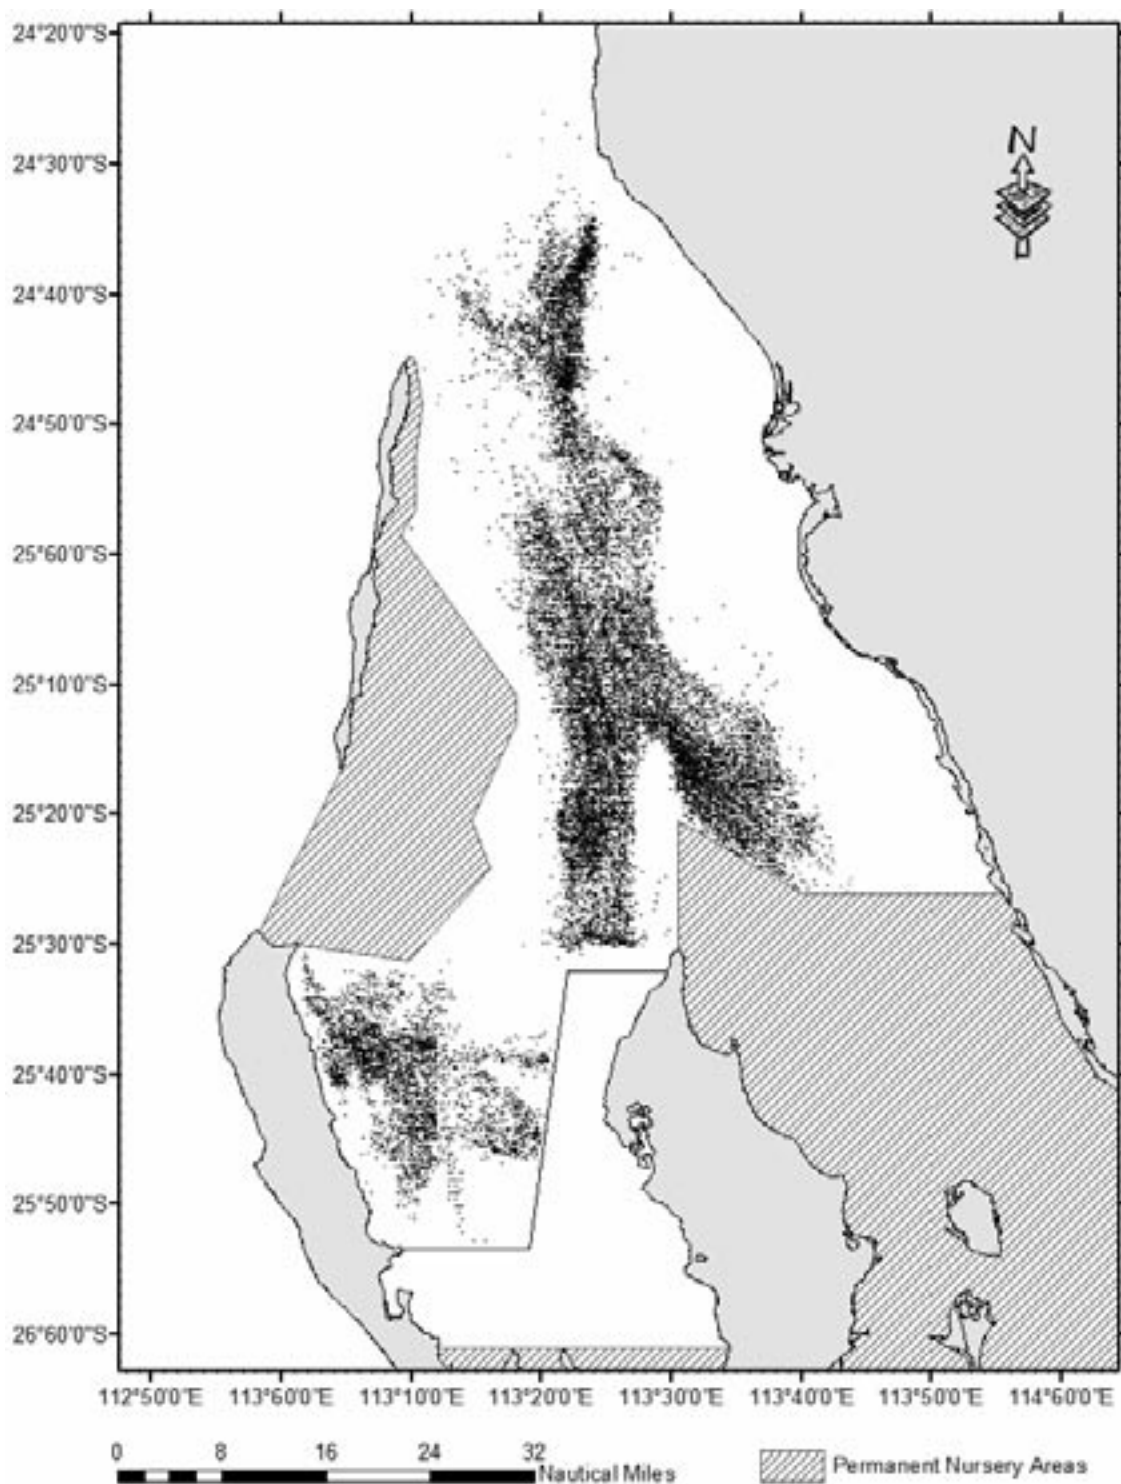 24°20'0"S
24°30'0"S
24°40'0"S
24°50'0"S
25°60'0"S
25°10'0"S
25°20'0"S
25°30'0"S
25°40'0"S
25°50'0"S
26°60'0"S
N
112°50'0"E 113°60'0"E 113°10'0"E 113°20'0"E 113°30'0"E 113°40'0"E 113°50'0"E 114°60'0"E
0 8 16 24 32
Nautical Miles
Permanent Nursery Areas